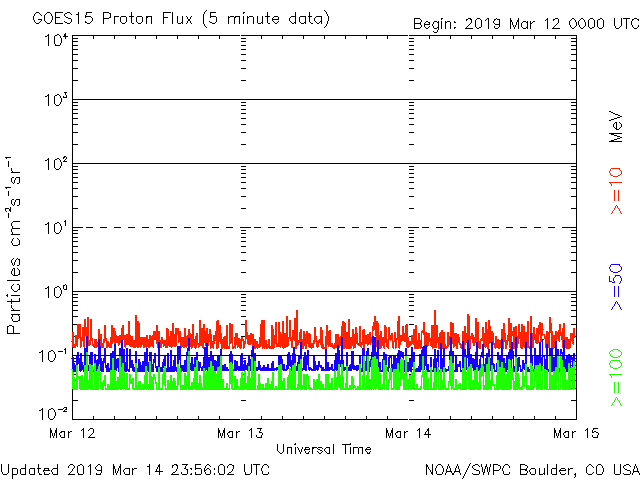 GOES15 Proton Flux (5 minute data)
Begin: 2019 Mar 12 0000 UTC
Particles cm⁻²s⁻¹sr⁻¹
10⁴
10³
10²
10¹
10⁰
10⁻¹
10⁻²
MeV
>=10
>=50
>=100
Mar 12
Mar 13
Mar 14
Mar 15
Universal Time
Updated 2019 Mar 14 23:56:02 UTC
NOAA/SWPC Boulder, CO USA